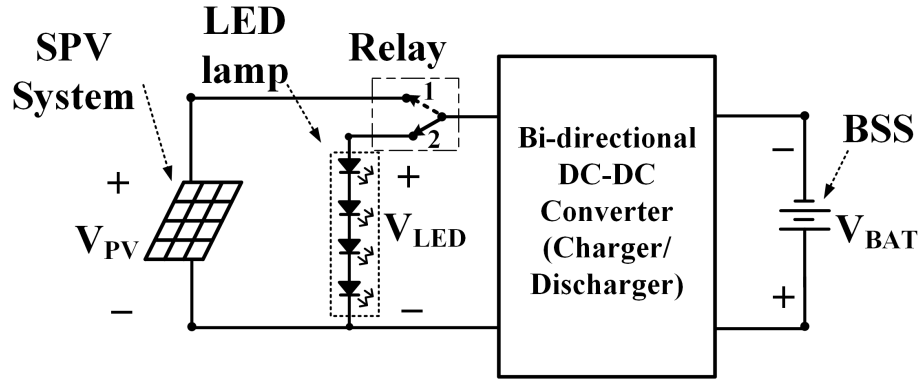 SPV
System
LED
lamp
Relay
1
2
+
V_PV
−
+
V_LED
−
Bi-directional
DC-DC
Converter
(Charger/
Discharger)
BSS
−
V_BAT
+